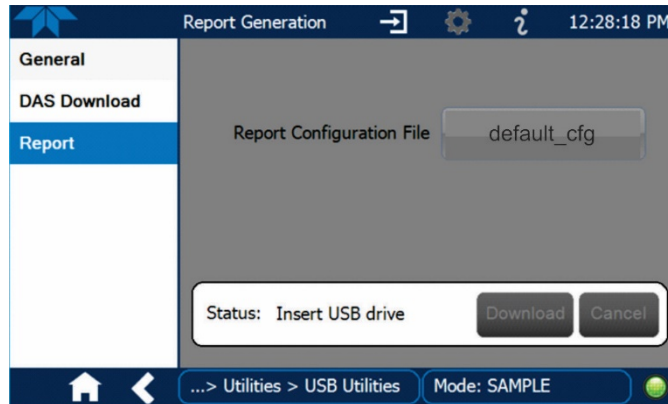 Report Generation
12:28:18 PM
General
DAS Download
Report
Report Configuration File
default_cfg
Status: Insert USB drive
Download
Cancel
...> Utilities > USB Utilities
Mode: SAMPLE